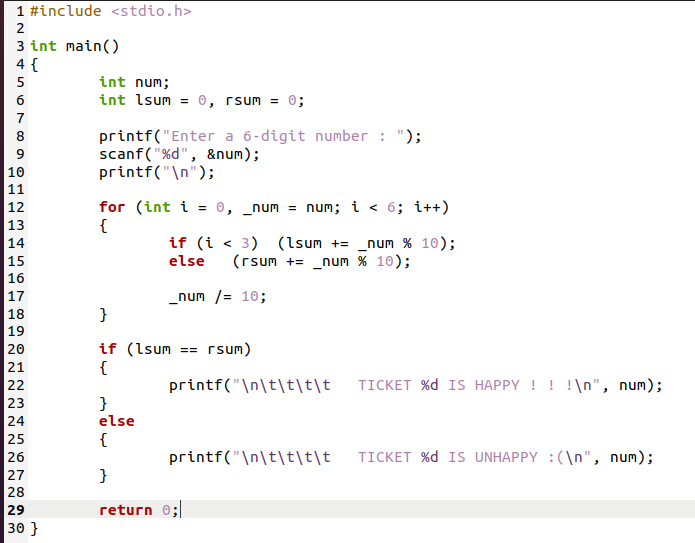 1 #include <stdio.h>
2
3 int main()
4 {
5         int num;
6         int lsum = 0, rsum = 0;
7
8         printf("Enter a 6-digit number : ");
9         scanf("%d", &num);
10         printf("\n");
11
12         for (int i = 0, _num = num; i < 6; i++)
13         {
14                 if (i < 3)  (lsum += _num % 10);
15                 else   (rsum += _num % 10);
16
17                 _num /= 10;
18         }
19
20         if (lsum == rsum)
21         {
22                 printf("\n\t\t\t\t   TICKET %d IS HAPPY ! ! !\n", num);
23         }
24         else
25         {
26                 printf("\n\t\t\t\t   TICKET %d IS UNHAPPY :(\n", num);
27         }
28
29         return 0;
30 }